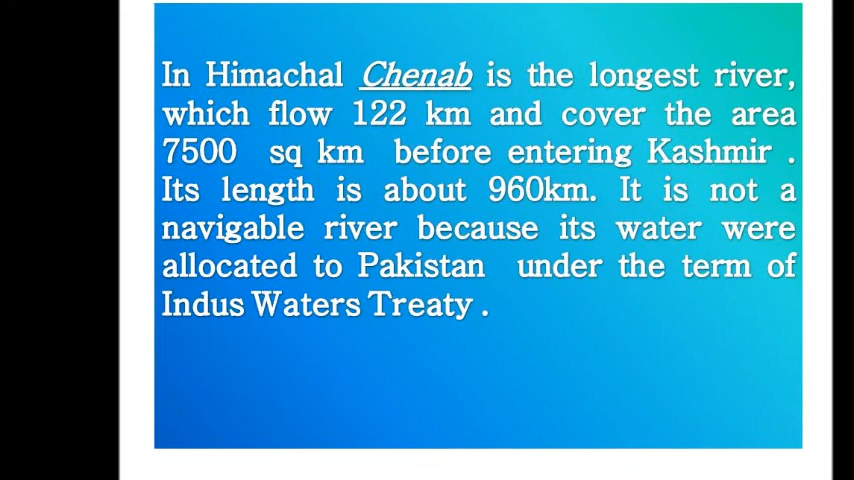 In Himachal Chenab is the longest river,
which flow 122 km and cover the area
7500 sq km before entering Kashmir .
Its length is about 960km. It is not a
navigable river because its water were
allocated to Pakistan under the term of
Indus Waters Treaty .